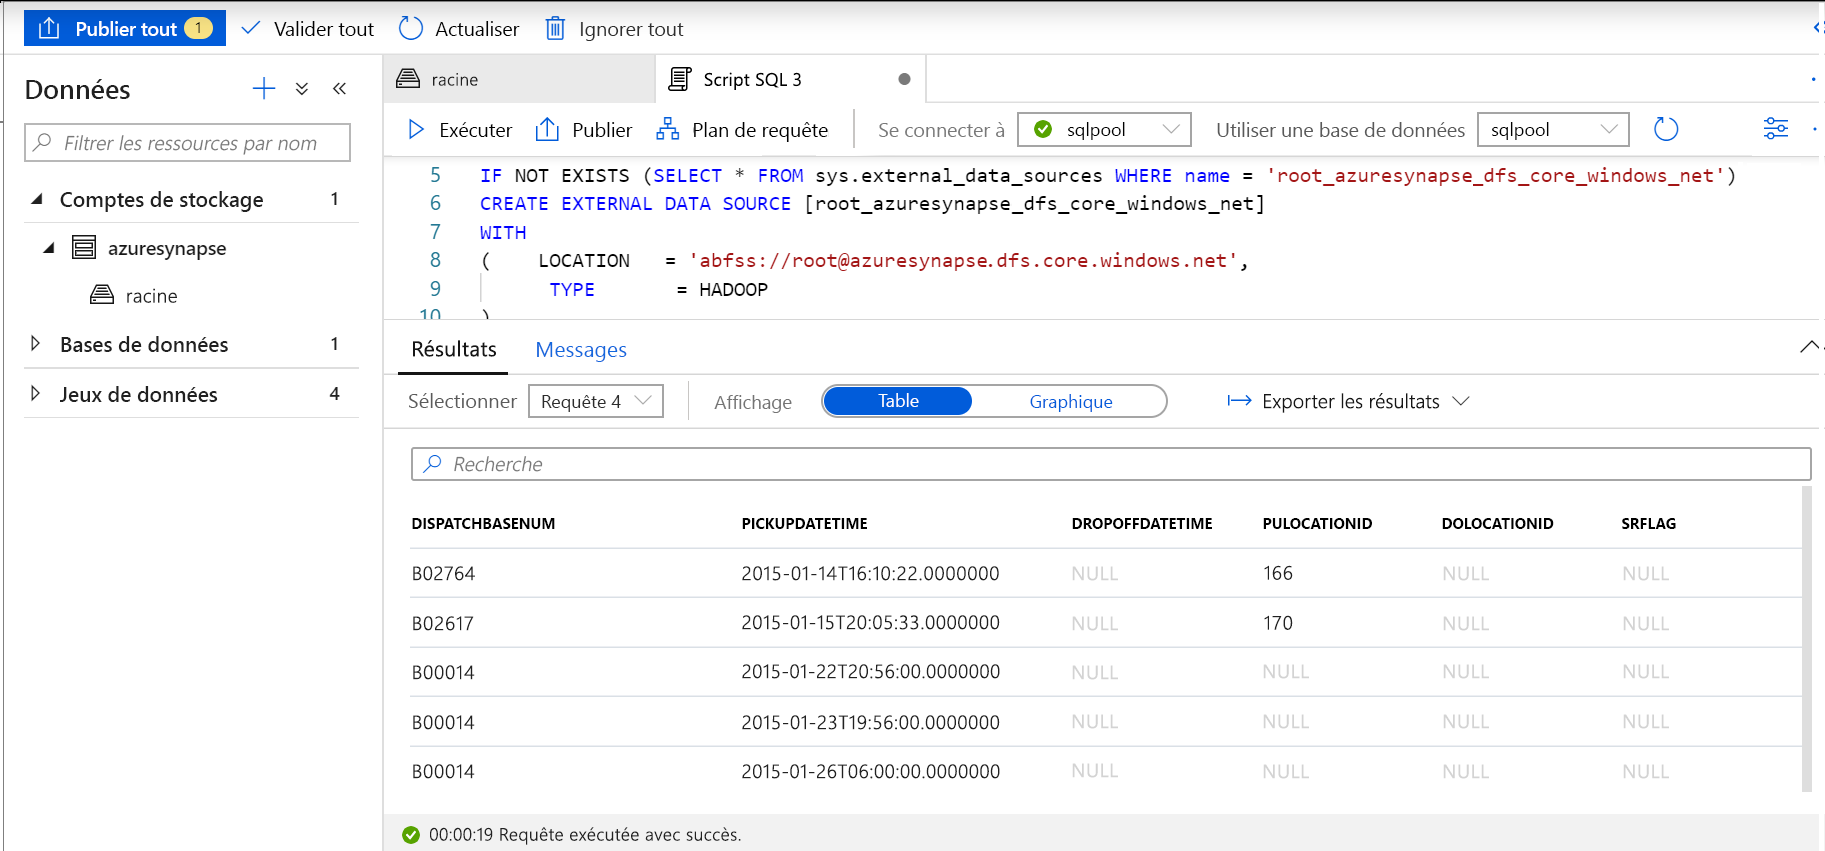 Publier tout 1 Valider tout Actualiser Ignorer tout
Données
Filtrer les ressources par nom
Comptes de stockage 1
azuresynapse
racine
Bases de données 1
Jeux de données 4
racine Script SQL 3
Exécuter Publier Plan de requête Se connecter à sqlpool Utiliser une base de données sqlpool
5 IF NOT EXISTS (SELECT * FROM sys.external_data_sources WHERE name = 'root_azuresynapse_dfs_core_windows_net')
6 CREATE EXTERNAL DATA SOURCE [root_azuresynapse_dfs_core_windows_net]
7 WITH
8 ( LOCATION = 'abfss://root@azuresynapse.dfs.core.windows.net',
9 TYPE = HADOOP
10 )
Résultats Messages
Sélectionner Requête 4 Affichage Table Graphique Exporter les résultats
Recherche
DISPATCHBASENUM PICKUPDATETIME DROPOFFDATETIME PULOCATIONID DOLOCATIONID SRFLAG
B02764 2015-01-14T16:10:22.0000000 NULL 166 NULL NULL
B02617 2015-01-15T20:05:33.0000000 NULL 170 NULL NULL
B00014 2015-01-22T20:56:00.0000000 NULL NULL NULL NULL
B00014 2015-01-23T19:56:00.0000000 NULL NULL NULL NULL
B00014 2015-01-26T06:00:00.0000000 NULL NULL NULL NULL
00:00:19 Requête exécutée avec succès.